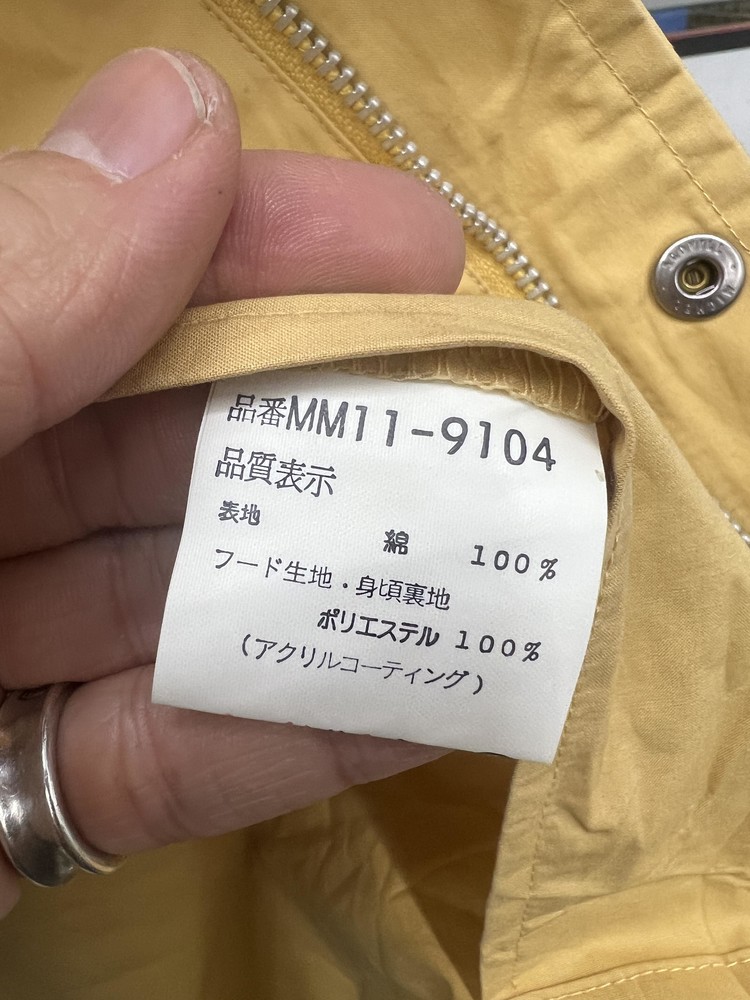 品番MM11-9104
品質表示
表地
綿 100%
フード生地・身頃裏地
ポリエステル 100%
(アクリルコーティング)